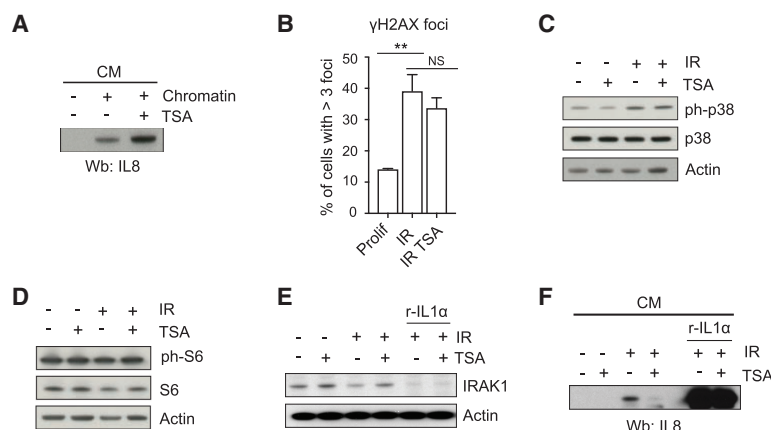 A
CM
- + + Chromatin
+ TSA
Wb: IL8
B
γH2AX foci
**
NS
% of cells with > 3 foci
50
40
30
20
10
0
Prolif
IR
IR TSA
C
- - + + IR
- + - + TSA
ph-p38
p38
Actin
D
- - + + IR
- + - + TSA
ph-S6
S6
Actin
E
r-IL1α
- - + + + + IR
- + - + - + TSA
IRAK1
Actin
F
CM
r-IL1α
- - + + + + IR
- + - + - + TSA
Wb: IL8